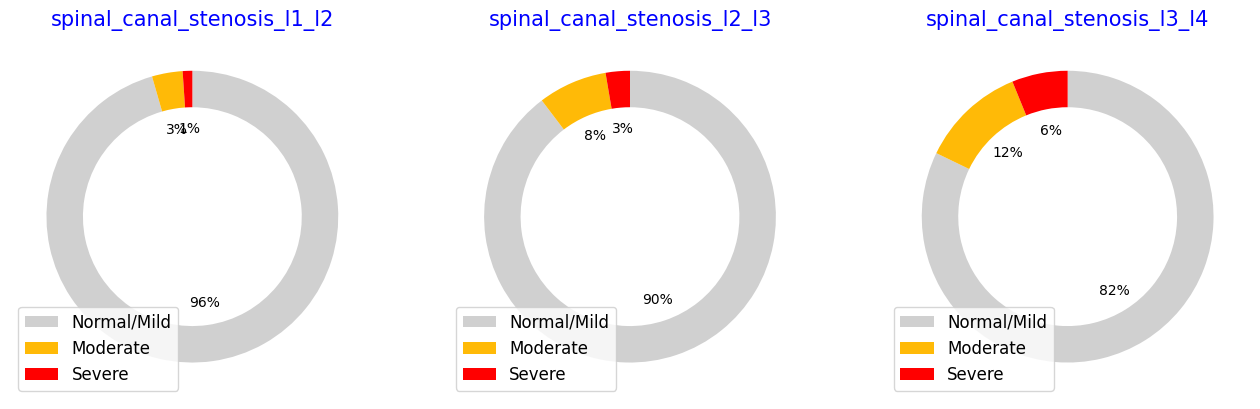 spinal_canal_stenosis_l1_l2
3%
1%
96%
Normal/Mild
Moderate
Severe
spinal_canal_stenosis_l2_l3
8%
3%
90%
Normal/Mild
Moderate
Severe
spinal_canal_stenosis_l3_l4
6%
12%
82%
Normal/Mild
Moderate
Severe